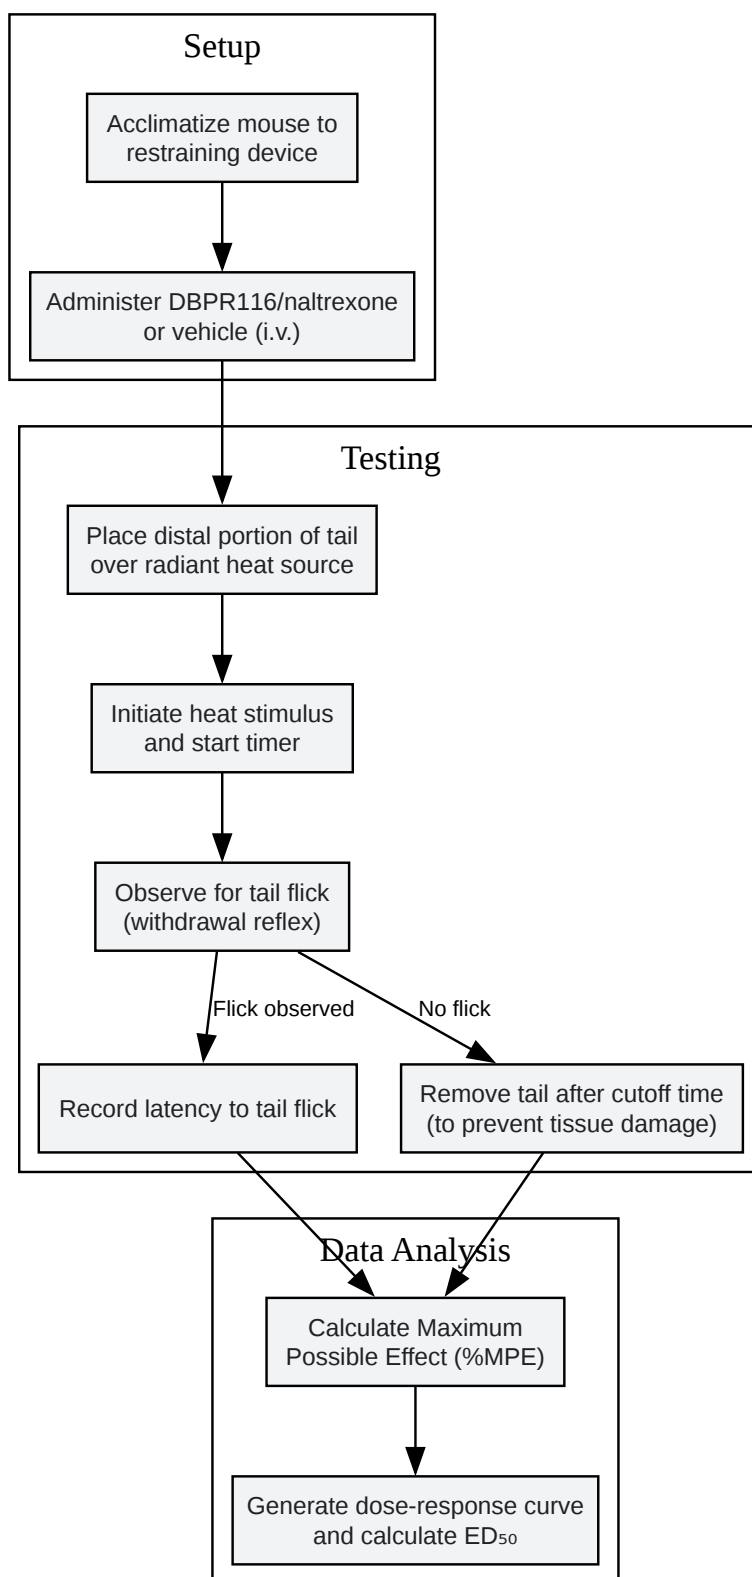 Setup
Acclimatize mouse to
restraining device
Administer DBPR116/naltrexone
or vehicle (i.v.)
Testing
Place distal portion of tail
over radiant heat source
Initiate heat stimulus
and start timer
Observe for tail flick
(withdrawal reflex)
Flick observed
No flick
Record latency to tail flick
Remove tail after cutoff time
(to prevent tissue damage)
Data Analysis
Calculate Maximum
Possible Effect (%MPE)
Generate dose-response curve
and calculate ED₅₀